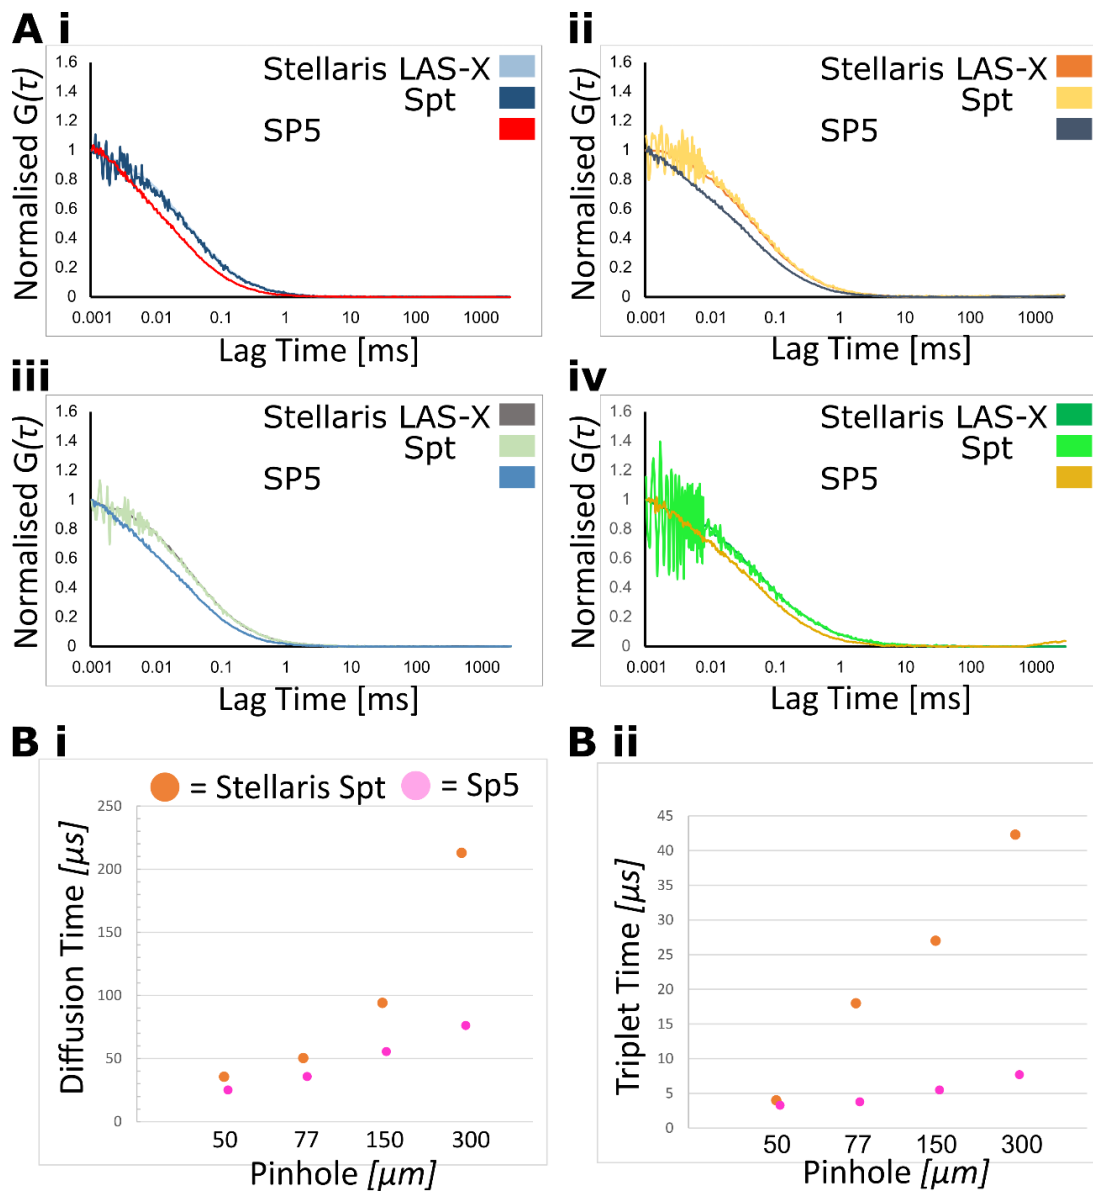 A i
1.6
1.4
1.2
1
0.8
0.6
0.4
0.2
0
Normalised G(τ)
Stellaris LAS-X
Spt
SP5
0.001 0.01 0.1 1 10 100 1000
Lag Time [ms]
ii
1.6
1.4
1.2
1
0.8
0.6
0.4
0.2
0
Normalised G(τ)
Stellaris LAS-X
Spt
SP5
0.001 0.01 0.1 1 10 100 1000
Lag Time [ms]
iii
1.6
1.4
1.2
1
0.8
0.6
0.4
0.2
0
Normalised G(τ)
Stellaris LAS-X
Spt
SP5
0.001 0.01 0.1 1 10 100 1000
Lag Time [ms]
iv
1.6
1.4
1.2
1
0.8
0.6
0.4
0.2
0
Normalised G(τ)
Stellaris LAS-X
Spt
SP5
0.001 0.01 0.1 1 10 100 1000
Lag Time [ms]
B i
= Stellaris Spt = Sp5
250
200
150
100
50
0
Diffusion Time [μs]
50 77 150 300
Pinhole [μm]
B ii
45
40
35
30
25
20
15
10
5
0
Triplet Time [μs]
50 77 150 300
Pinhole [μm]